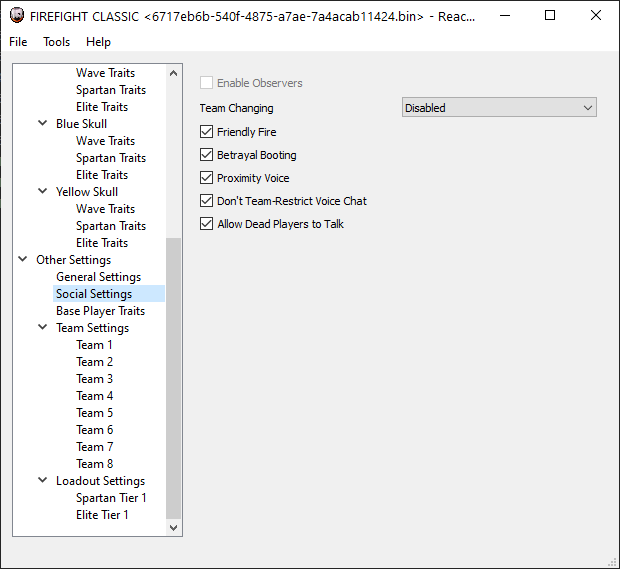 FIREFIGHT CLASSIC <6717eb6b-540f-4875-a7ae-7a4acab11424.bin> - Reac...
File Tools Help
Wave Traits
Spartan Traits
Elite Traits
Blue Skull
Wave Traits
Spartan Traits
Elite Traits
Yellow Skull
Wave Traits
Spartan Traits
Elite Traits
Other Settings
General Settings
Social Settings
Base Player Traits
Team Settings
Team 1
Team 2
Team 3
Team 4
Team 5
Team 6
Team 7
Team 8
Loadout Settings
Spartan Tier 1
Elite Tier 1
Enable Observers
Team Changing Disabled
Friendly Fire
Betrayal Booting
Proximity Voice
Don't Team-Restrict Voice Chat
Allow Dead Players to Talk